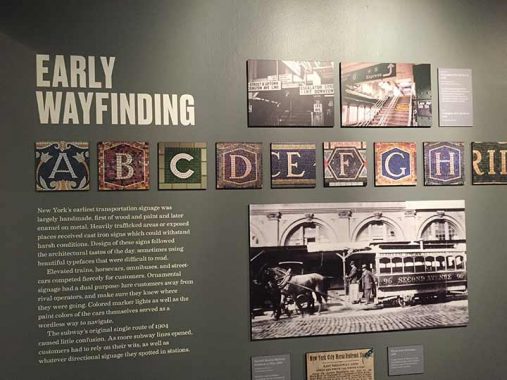 EARLY
WAYFINDING
A B C D CE F F G H RID
New York's earliest transportation signage was
largely handmade, first of wood and paint and later
enamel on metal. Heavily trafficked areas or exposed
places received cast iron signs which could withstand
harsh conditions. Design of these signs followed
the architectural tastes of the day, sometimes using
beautiful typefaces that were difficult to read.
Elevated trains, horsecars, omnibuses, and street-
cars competed fiercely for customers. Ornamental
signage had a dual purpose: lure customers away from
rival operators, and make sure they knew where
they were going. Colored marker lights as well as the
paint colors of the cars themselves served as a
wordless way to navigate.
The subway's original single route of 1904
caused little confusion. As more subway lines opened,
customers had to rely on their wits, as well as
whatever directional signage they spotted in stations.
Express
SECOND AVENUE